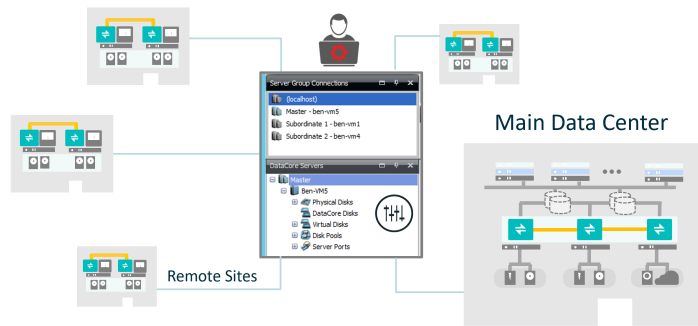 Server Group Connections
(localhost)
Master - ben-vm5
Subordinate 1 - ben-vm1
Subordinate 2 - ben-vm4
DataCore Servers
Master
Ben-VM5
Physical Disks
DataCore Disks
Virtual Disks
Disk Pools
Server Ports
Main Data Center
Remote Sites